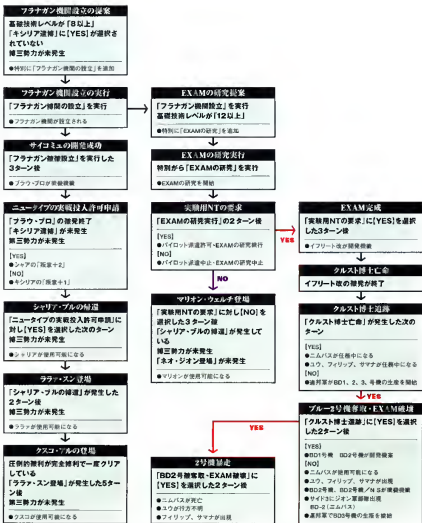 フラナガン機関設立の提案
基礎技術レベルが「8以上」
「キシリア逮捕」に【YES】が選択さ
れていない
第三勢力が未発生
●特別に「フラナガン機関の設立」を追加
フラナガン機関設立の実行
「フラナガン機関の設立」を実行
●フラナガン機関が設立される
サイコミュの開発成功
「フラナガン機関設立」を実行した
3ターン後
●ブラウ・ブロが開発掲載
ニュータイプの実戦投入許可申請
「ブラウ・ブロ」の開発終了
「キシリア逮捕」が未発生
第三勢力が未発生
【YES】
●シャアの「階級+2」
【NO】
●キシリアの「階級+1」
シャリア・ブルの帰還
「ニュータイプの実戦投入許可申請」に
対し【YES】を選択した次のターン
第三勢力が未発生
●シャリアが使用可能になる
ララァ・スン登場
「シャリア・ブルの帰還」が発生した
2ターン後
第三勢力が未発生
●ララァが使用可能になる
クスコ・アルの登場
圧倒的勝利が完全勝利で一度クリア
している
「ララァ・スン登場」が発生した5ター
ン後
第三勢力が未発生
●クスコが使用可能になる
EXAMの研究提案
「フラナガン機関設立」を実行
基礎技術レベルが「12以上」
●特別に「EXAMの研究」を追加
EXAMの研究実行
特別から「EXAMの研究」を実行
●EXAMの研究を開始
実験用NTの要求
「EXAMの研究実行」の2ターン後
【YES】
●パイロット派遣許可・EXAMの研究続行
【NO】
●パイロット派遣中止・EXAMの研究中止
YES
NO
マリオン・ウェルチ登場
「実験用NTの要求」に対し【NO】を
選択した3ターン後
「シャリア・ブルの帰還」が発生して
いる
第三勢力が未発生
「ネオ・ジオン登場」が未発生
●マリオンが使用可能になる
EXAM完成
「実験用NTの要求」に【YES】を選択
した3ターン後
●イフリート改が開発掲載
クルスト博士亡命
イフリート改の開発が終了
クルスト博士追跡
「クルスト博士亡命」が発生した次の
ターン
【YES】
●ニムバスが任務中になる
●ユウ、フィリップ、サマナが任務中になる
【NO】
●連邦軍がBD1、2、3、号機の生産を開始
YES
ブルー2号機奪取・EXAM破壊
「クルスト博士追跡」に【YES】を選択
した2ターン後
【YES】
●BD1号機 BD2号機が開発掲載
【NO】
●ニムバスが使用可能になる
●ユウ、フィリップ、サマナが出現
●BD2号機、BD2号機／NSが開発掲載
●サイド3にジオン軍部隊出現
BD-2（ニムバス）
●連邦軍でBD3号機の生産を続行
YES
2号機暴走
「BD2号機奪取・EXAM破壊」に
【YES】を選択した2ターン後
●ニムバスが死亡
●ユウが行方不明
●フィリップ、サマナが出現